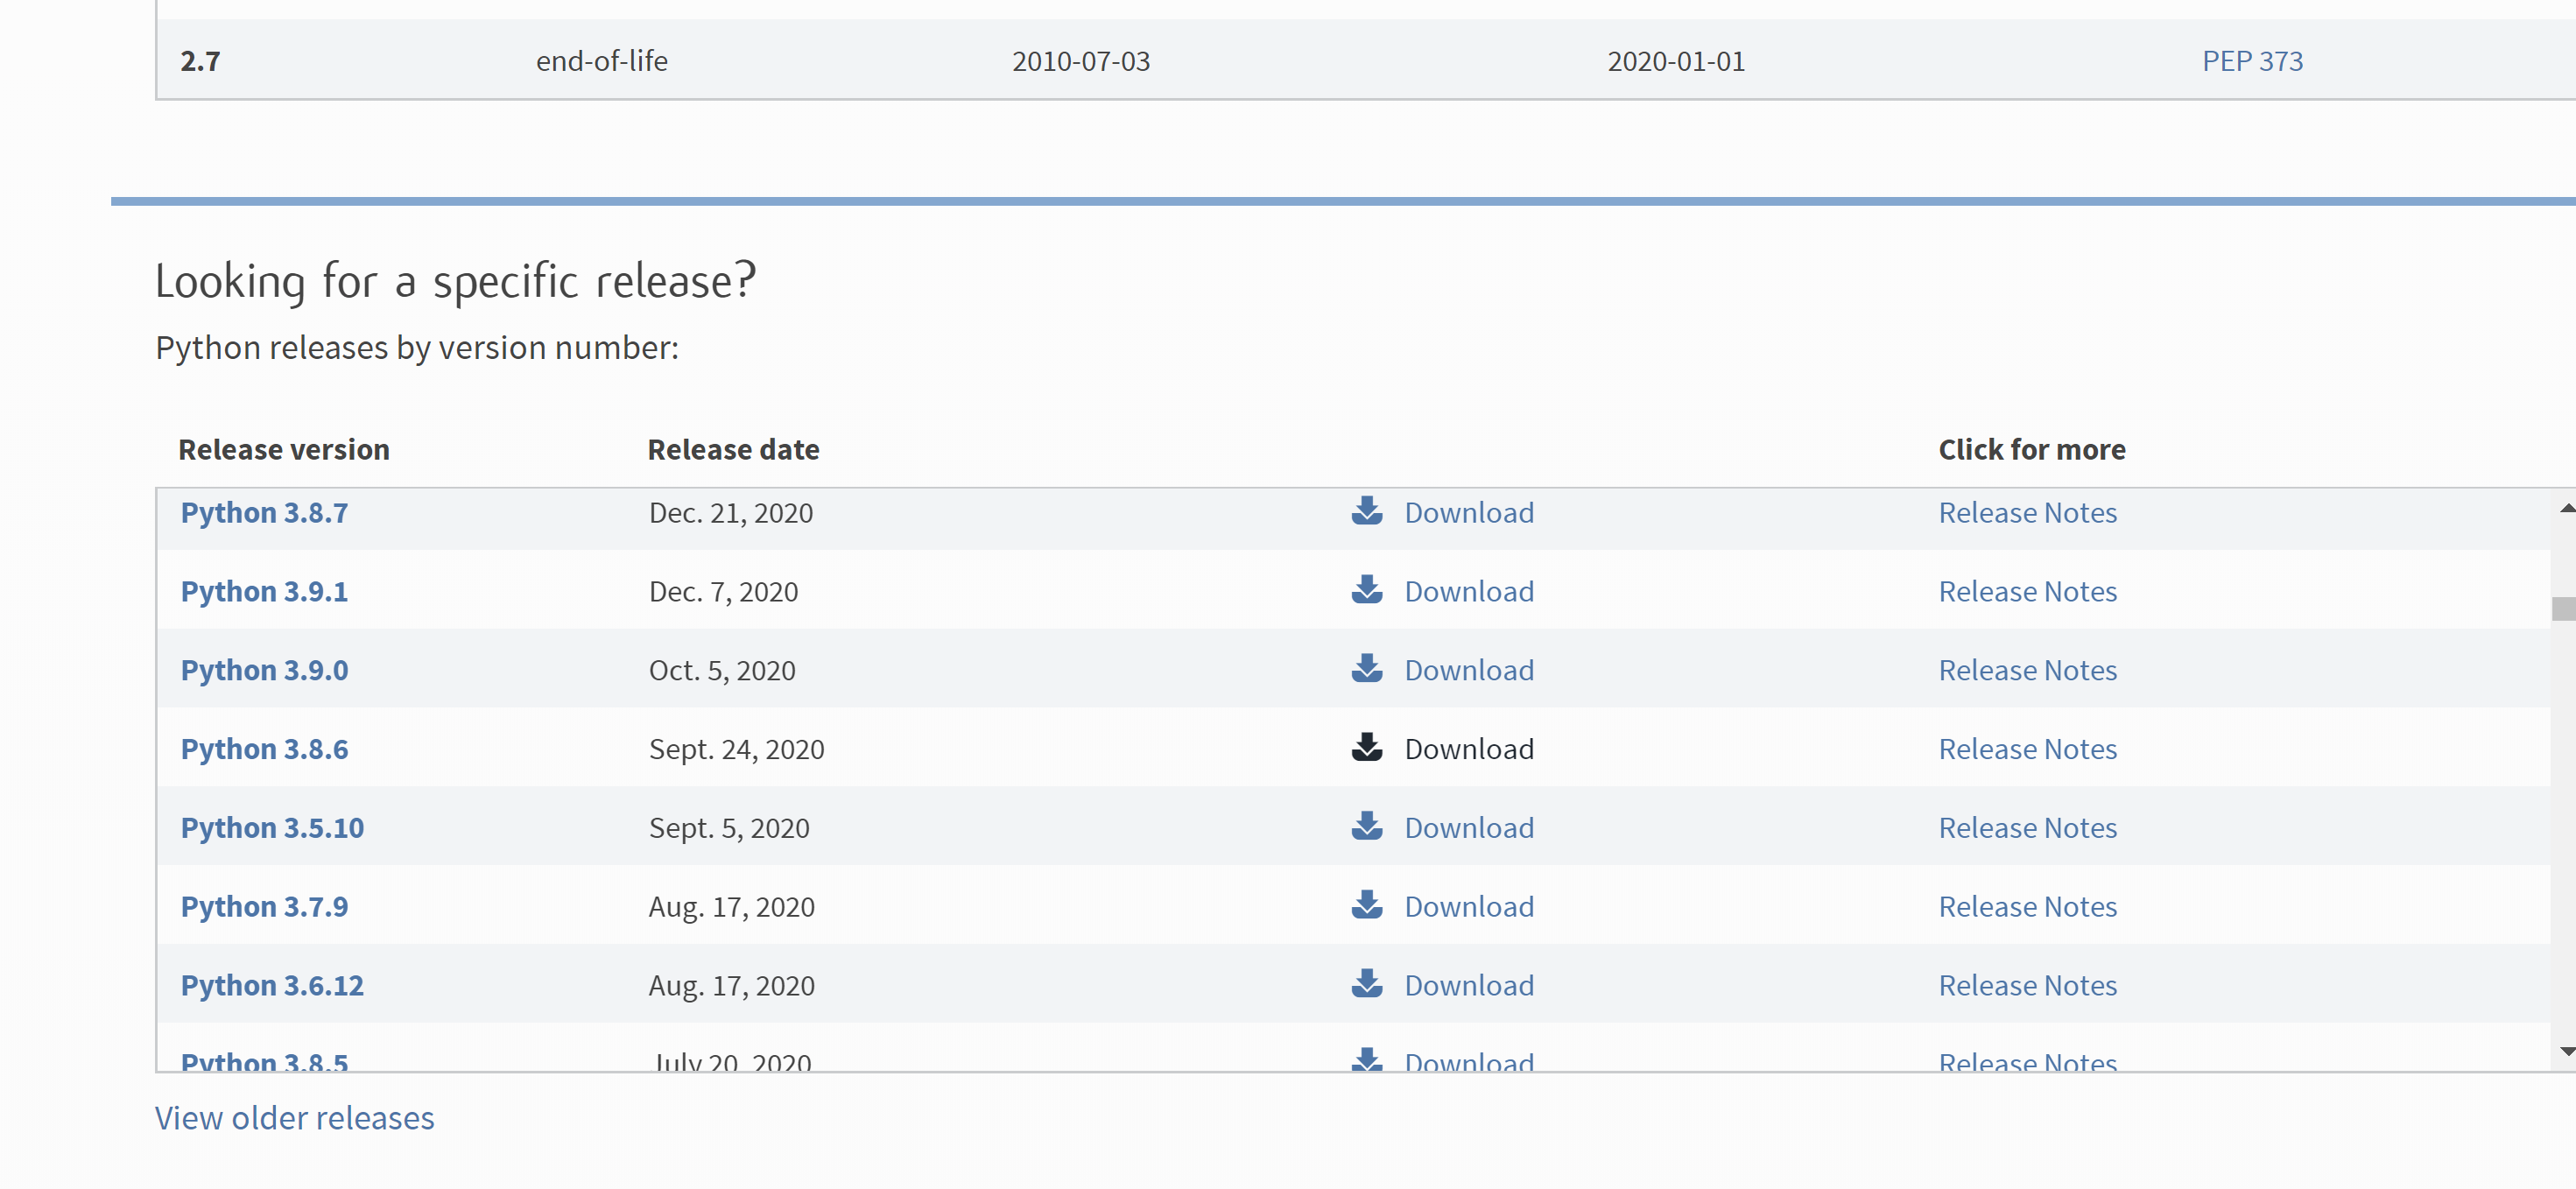 2.7 end-of-life 2010-07-03 2020-01-01 PEP 373
Looking for a specific release?
Python releases by version number:
Release version Release date Click for more
Python 3.8.7 Dec. 21, 2020 Download Release Notes
Python 3.9.1 Dec. 7, 2020 Download Release Notes
Python 3.9.0 Oct. 5, 2020 Download Release Notes
Python 3.8.6 Sept. 24, 2020 Download Release Notes
Python 3.5.10 Sept. 5, 2020 Download Release Notes
Python 3.7.9 Aug. 17, 2020 Download Release Notes
Python 3.6.12 Aug. 17, 2020 Download Release Notes
Python 3.8.5 July 20, 2020 Download Release Notes
View older releases